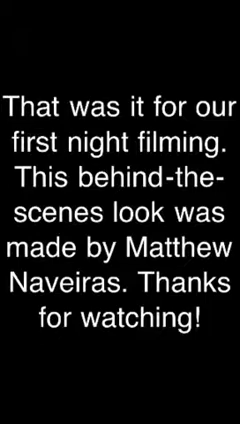 That was it for our
first night filming.
This behind-the-
scenes look was
made by Matthew
Naveiras. Thanks
for watching!